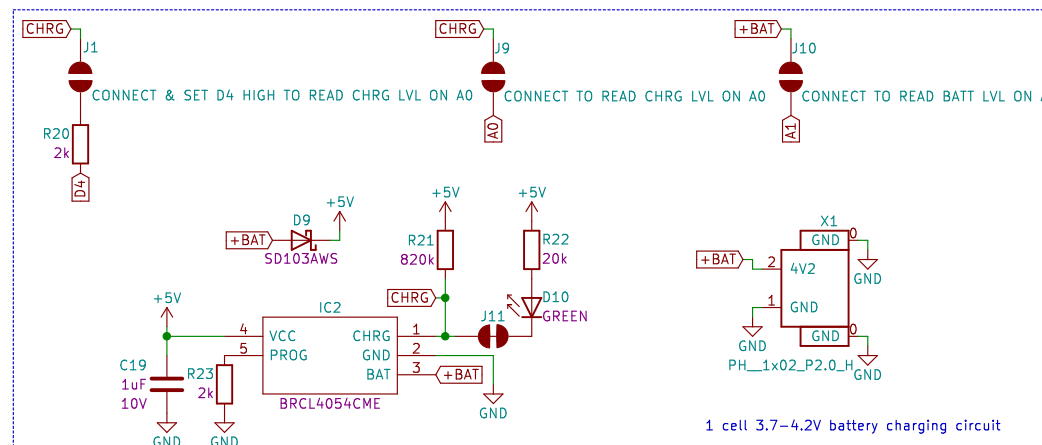 CHRG
J1
CONNECT & SET D4 HIGH TO READ CHRG LVL ON A0
R20
2k
D4
CHRG
J9
CONNECT TO READ CHRG LVL ON A0
A0
+BAT
J10
CONNECT TO READ BATT LVL ON
A1
+5V
D9
+BAT
SD103AWS
+5V
R21
820k
CHRG
+5V
R22
20k
D10
GREEN
J11
+5V
C19
1uF
10V
GND
IC2
4 VCC CHRG 1
5 PROG GND 2
BAT 3
+BAT
BRCL4054CME
R23
2k
GND
GND
X1
GND 0
GND
+BAT
2 4V2
1 GND
GND
GND 0
GND
PH__1x02_P2.0_H
1 cell 3.7-4.2V battery charging circuit